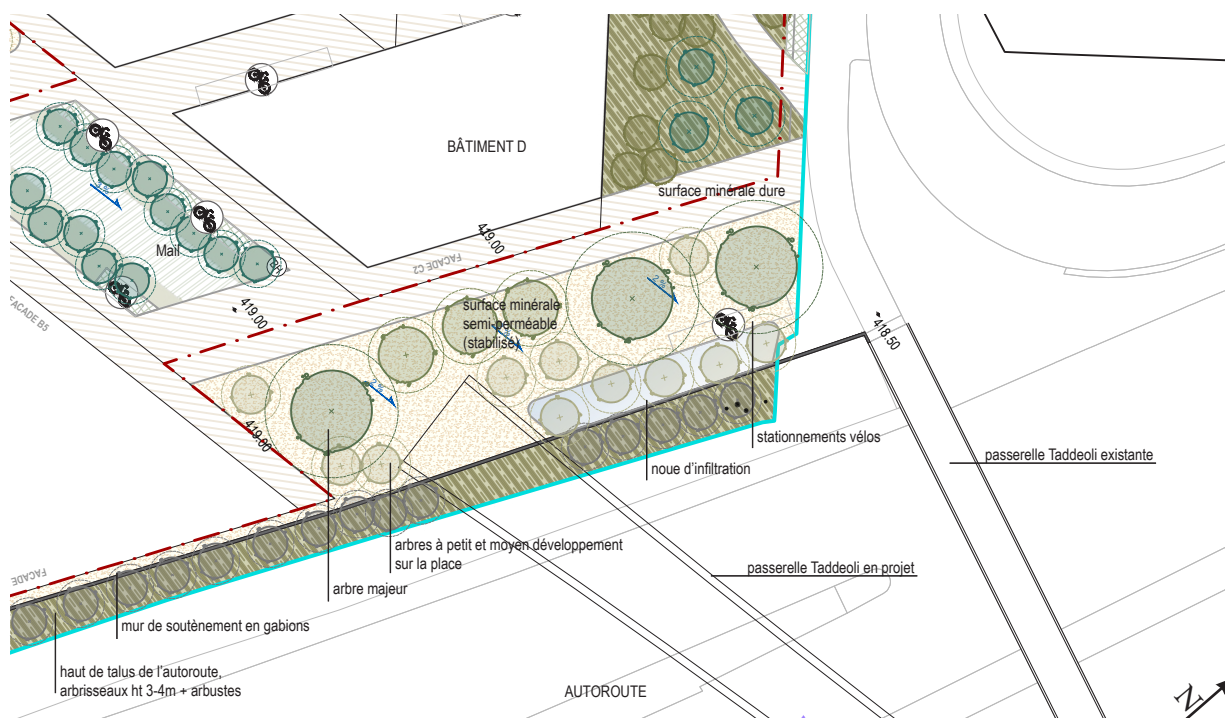 BÂTIMENT D
surface minérale dure
419.00
FACADE C2
Mail
2 %
419.00
FACADE B5
surface minérale
semi-perméable
(stabilisé)
2 %
418.50
419.00
stationnements vélos
passerelle Taddeoli existante
noue d'infiltration
arbres à petit et moyen développement
sur la place
passerelle Taddeoli en projet
FACADE
arbre majeur
mur de soutènement en gabions
haut de talus de l'autoroute,
arbrisseaux ht 3-4m + arbustes
AUTOROUTE
N